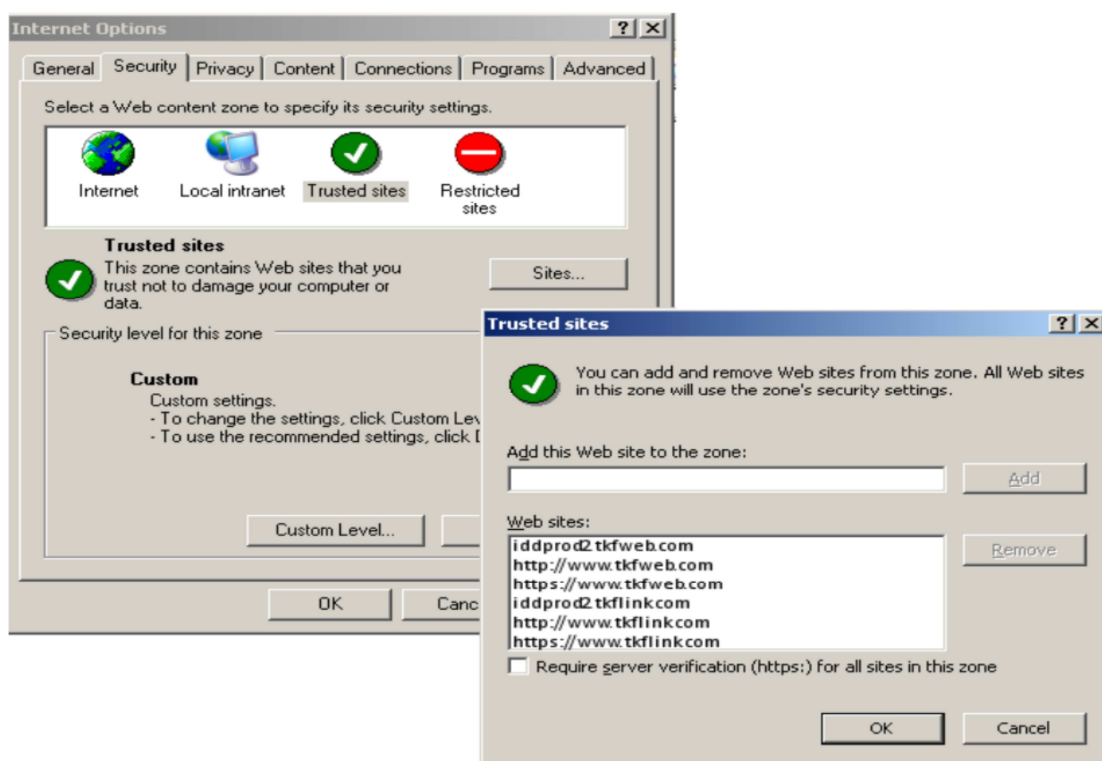 Internet Options
General Security Privacy Content Connections Programs Advanced
Select a Web content zone to specify its security settings.
Internet Local intranet Trusted sites Restricted
sites
Trusted sites
This zone contains Web sites that you
trust not to damage your computer or
data.
Sites...
Security level for this zone
Custom
Custom settings.
- To change the settings, click Custom Lev
- To use the recommended settings, click D
Custom Level...
OK Canc
Trusted sites
You can add and remove Web sites from this zone. All Web sites
in this zone will use the zone's security settings.
Add this Web site to the zone:
Add
Web sites:
iddprod2.tkfweb.com
http://www.tkfweb.com
https://www.tkfweb.com
iddprod2.tkflink.com
http://www.tkflink.com
https://www.tkflink.com
Remove
Require server verification (https:) for all sites in this zone
OK Cancel